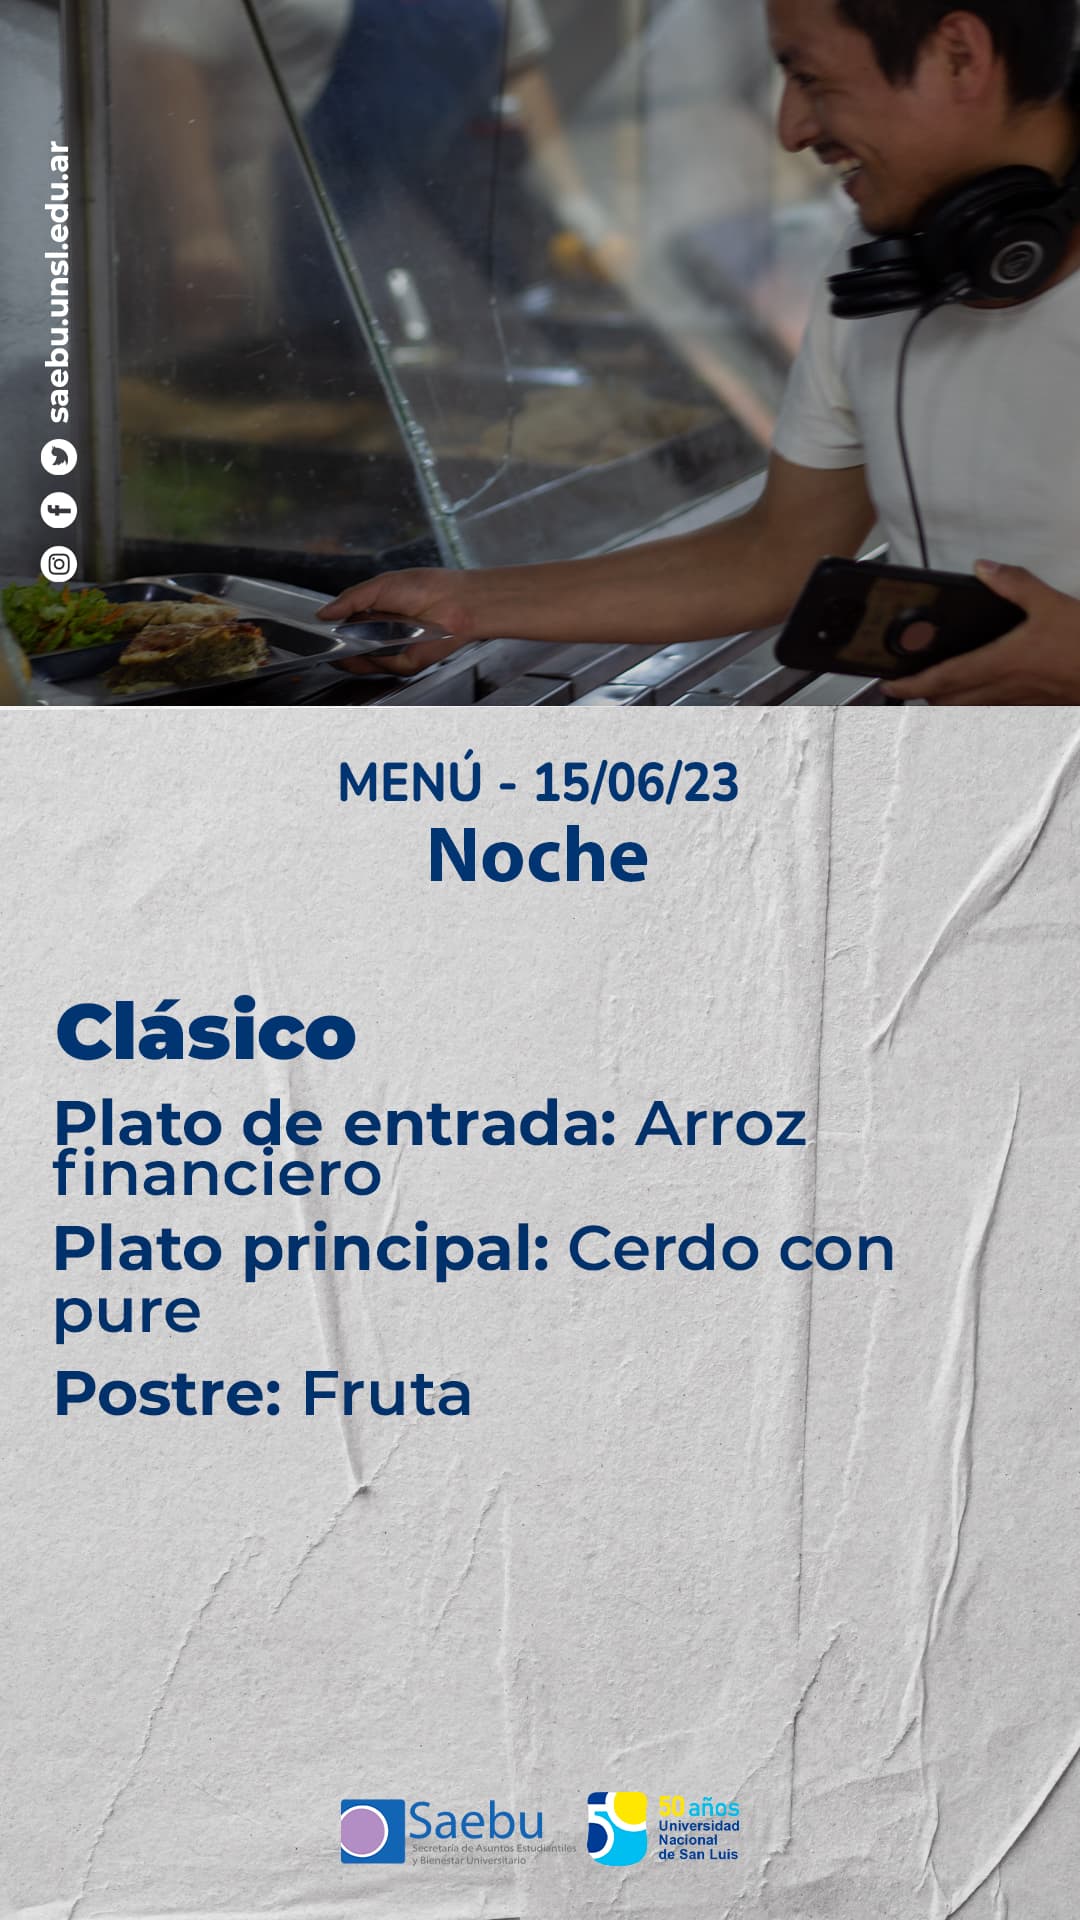 saebu.unsl.edu.ar
MENÚ - 15/06/23
Noche
Clásico
Plato de entrada: Arroz
financiero
Plato principal: Cerdo con
pure
Postre: Fruta
Saebu
Secretaría de Asuntos Estudiantiles
y Bienestar Universitario
50 años
Universidad
Nacional
de San Luis